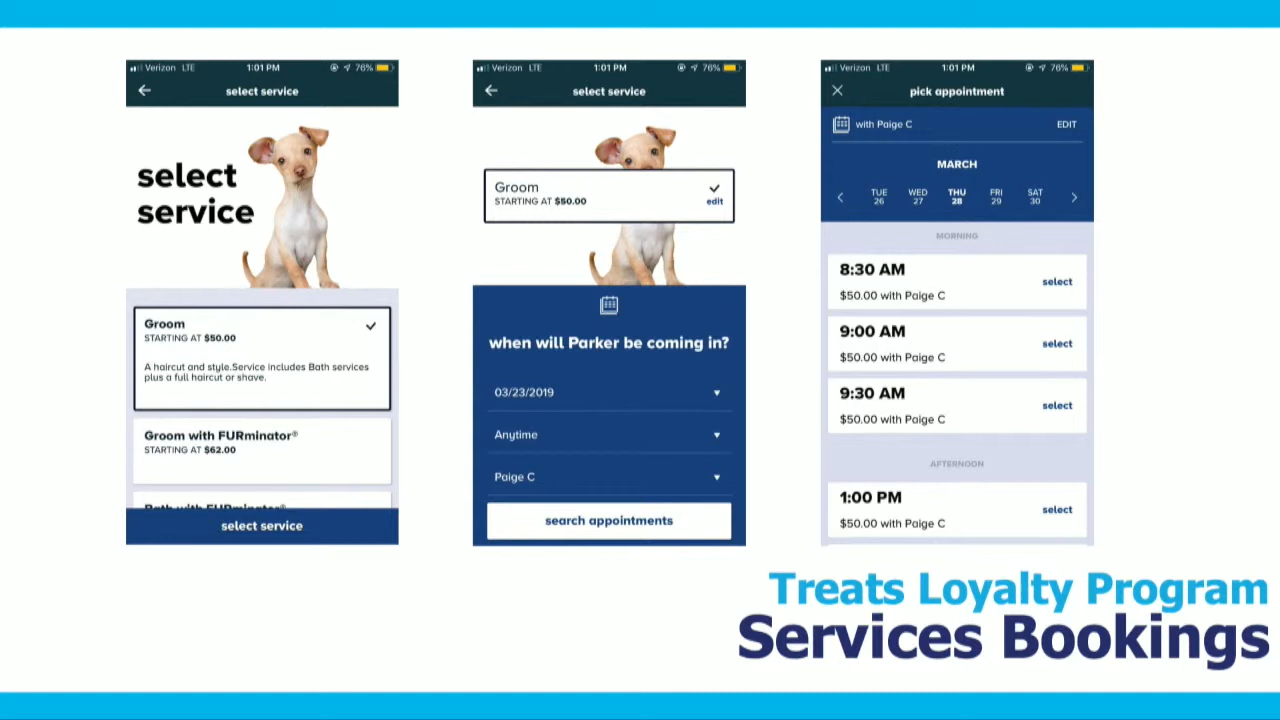 Verizon LTE 1:01 PM 76%
select service
select
service
Groom
STARTING AT $50.00
A haircut and style.Service includes Bath services
plus a full haircut or shave.
Groom with FURminator®
STARTING AT $62.00
Bath with FURminator®
select service
Verizon LTE 1:01 PM 76%
select service
Groom
STARTING AT $50.00
edit
when will Parker be coming in?
03/23/2019
Anytime
Paige C
search appointments
Verizon LTE 1:01 PM 76%
pick appointment
with Paige C EDIT
MARCH
TUE WED THU FRI SAT
26 27 28 29 30
MORNING
8:30 AM
select
$50.00 with Paige C
9:00 AM
select
$50.00 with Paige C
9:30 AM
select
$50.00 with Paige C
AFTERNOON
1:00 PM
select
$50.00 with Paige C
Treats Loyalty Program
Services Bookings